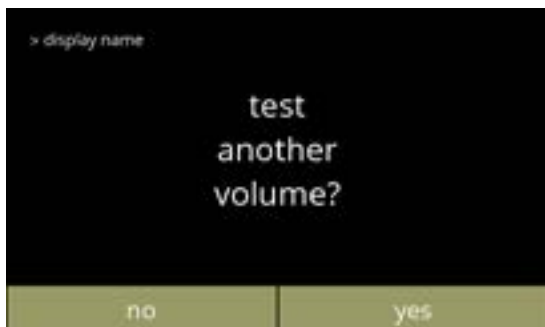 > display name
test
another
volume?
no
yes